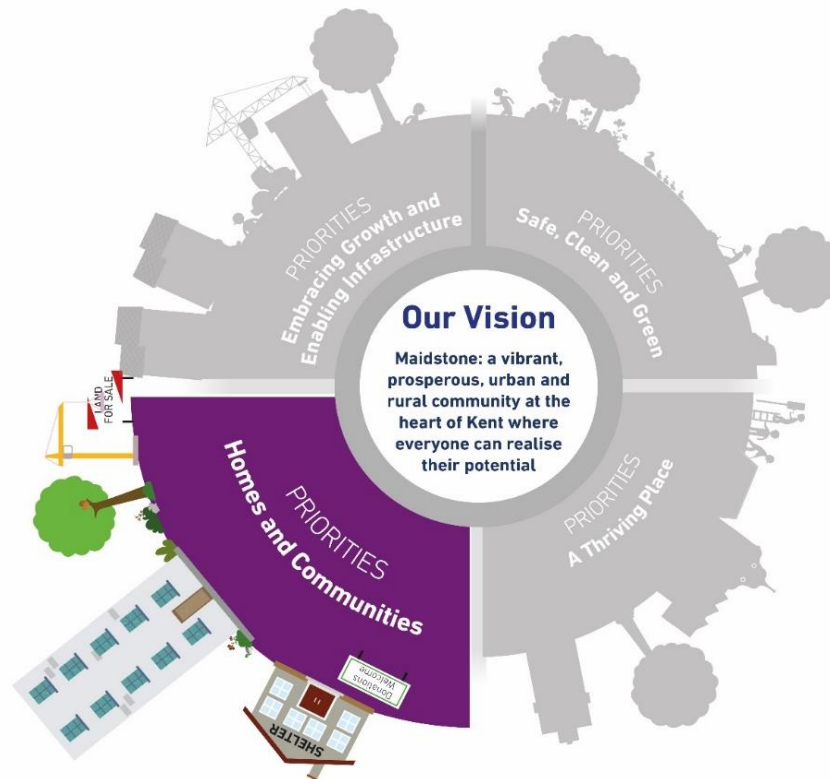 PRIORITIES
Embracing Growth and
Enabling Infrastructure
PRIORITIES
Safe, Clean and Green
Our Vision
Maidstone: a vibrant,
prosperous, urban and
rural community at the
heart of Kent where
everyone can realise
their potential
LAND
FOR SALE
PRIORITIES
Homes and Communities
PRIORITIES
A Thriving Place
Donations
Welcome
SHELTER
11